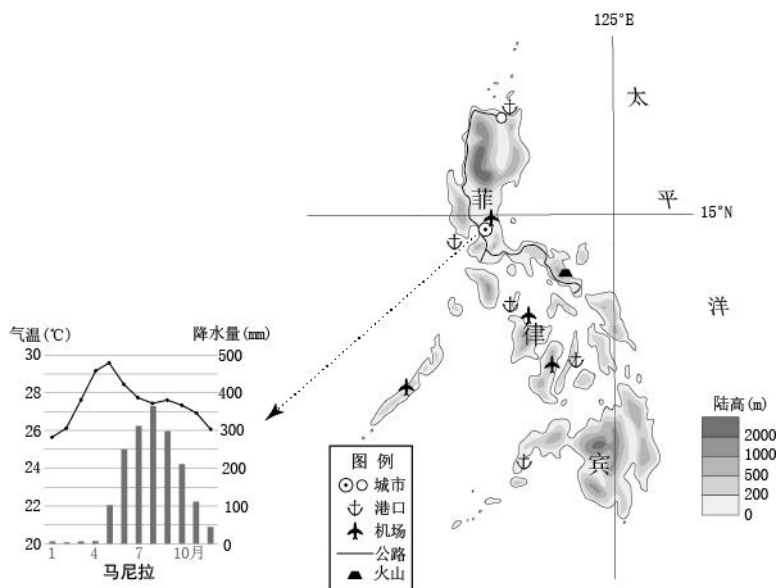 125°E
太
平
洋
15°N
菲
律
宾
气温(℃) 降水量(mm)
30 500
28 400
26 300
24 200
22 100
20 0
1 4 7 10月
马尼拉
图 例
城市
港口
机场
公路
火山
陆高(m)
2000
1000
500
200
0